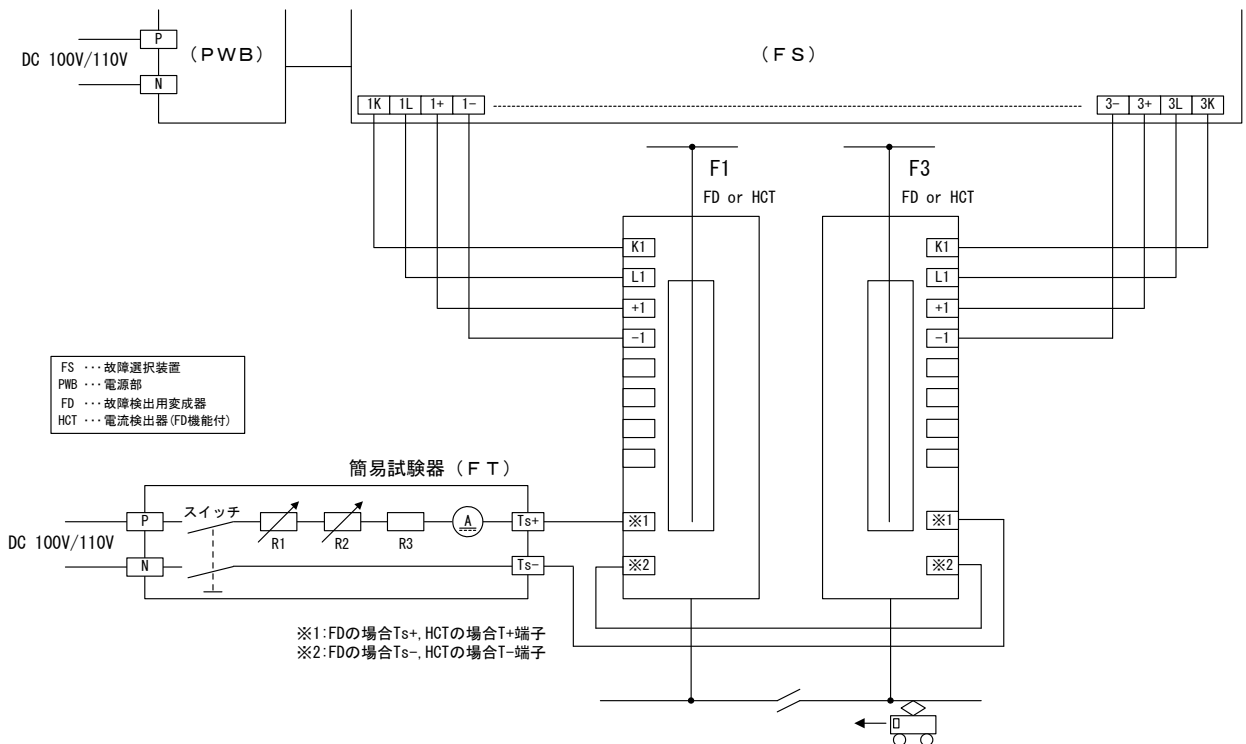 P
DC 100V/110V
N
(PWB)
(FS)
1K 1L 1+ 1-
3- 3+ 3L 3K
F1
FD or HCT
F3
FD or HCT
K1
L1
+1
-1
K1
L1
+1
-1
FS ･･･故障選択装置
PWB ･･･電源部
FD ･･･故障検出用変成器
HCT ･･･電流検出器(FD機能付)
簡易試験器(FT)
スイッチ
P
DC 100V/110V
N
R1
R2
R3
A
Ts+
Ts-
※1
※2
※1
※2
※1:FDの場合Ts+,HCTの場合T+端子
※2:FDの場合Ts-,HCTの場合T-端子